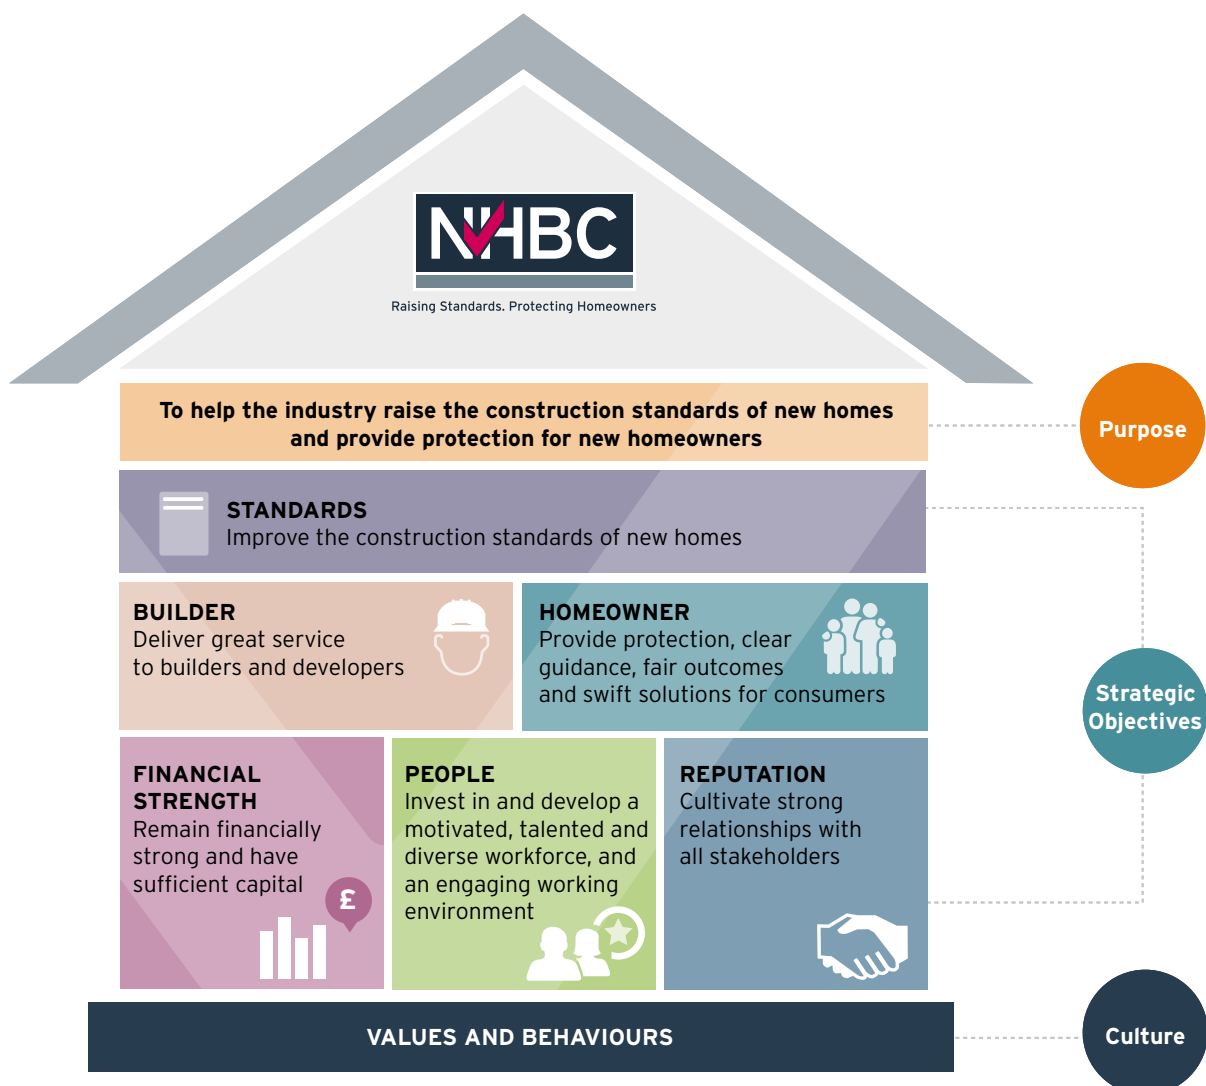 NHBC
Raising Standards. Protecting Homeowners
To help the industry raise the construction standards of new homes
and provide protection for new homeowners
Purpose
STANDARDS
Improve the construction standards of new homes
BUILDER
Deliver great service
to builders and developers
HOMEOWNER
Provide protection, clear
guidance, fair outcomes
and swift solutions for consumers
Strategic
Objectives
FINANCIAL
STRENGTH
Remain financially
strong and have
sufficient capital
£
PEOPLE
Invest in and develop a
motivated, talented and
diverse workforce, and
an engaging working
environment
REPUTATION
Cultivate strong
relationships with
all stakeholders
VALUES AND BEHAVIOURS
Culture